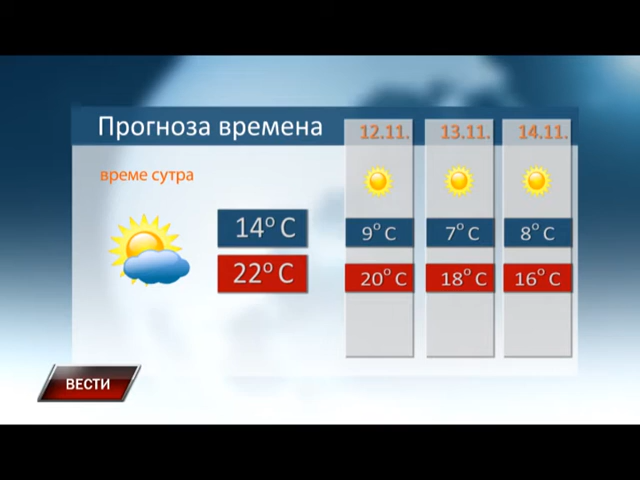 Прогноза времена
12.11.
13.11.
14.11.
време сутра
14° C
9° C
7° C
8° C
22° C
20° C
18° C
16° C
ВЕСТИ